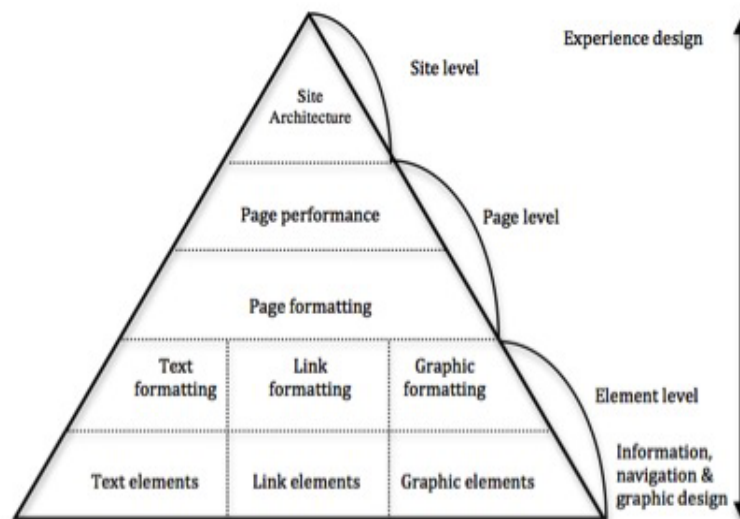 Experience design
Site level
Site
Architecture
Page performance
Page level
Page formatting
Text
formatting
Link
formatting
Graphic
formatting
Element level
Text elements
Link elements
Graphic elements
Information,
navigation &
graphic design